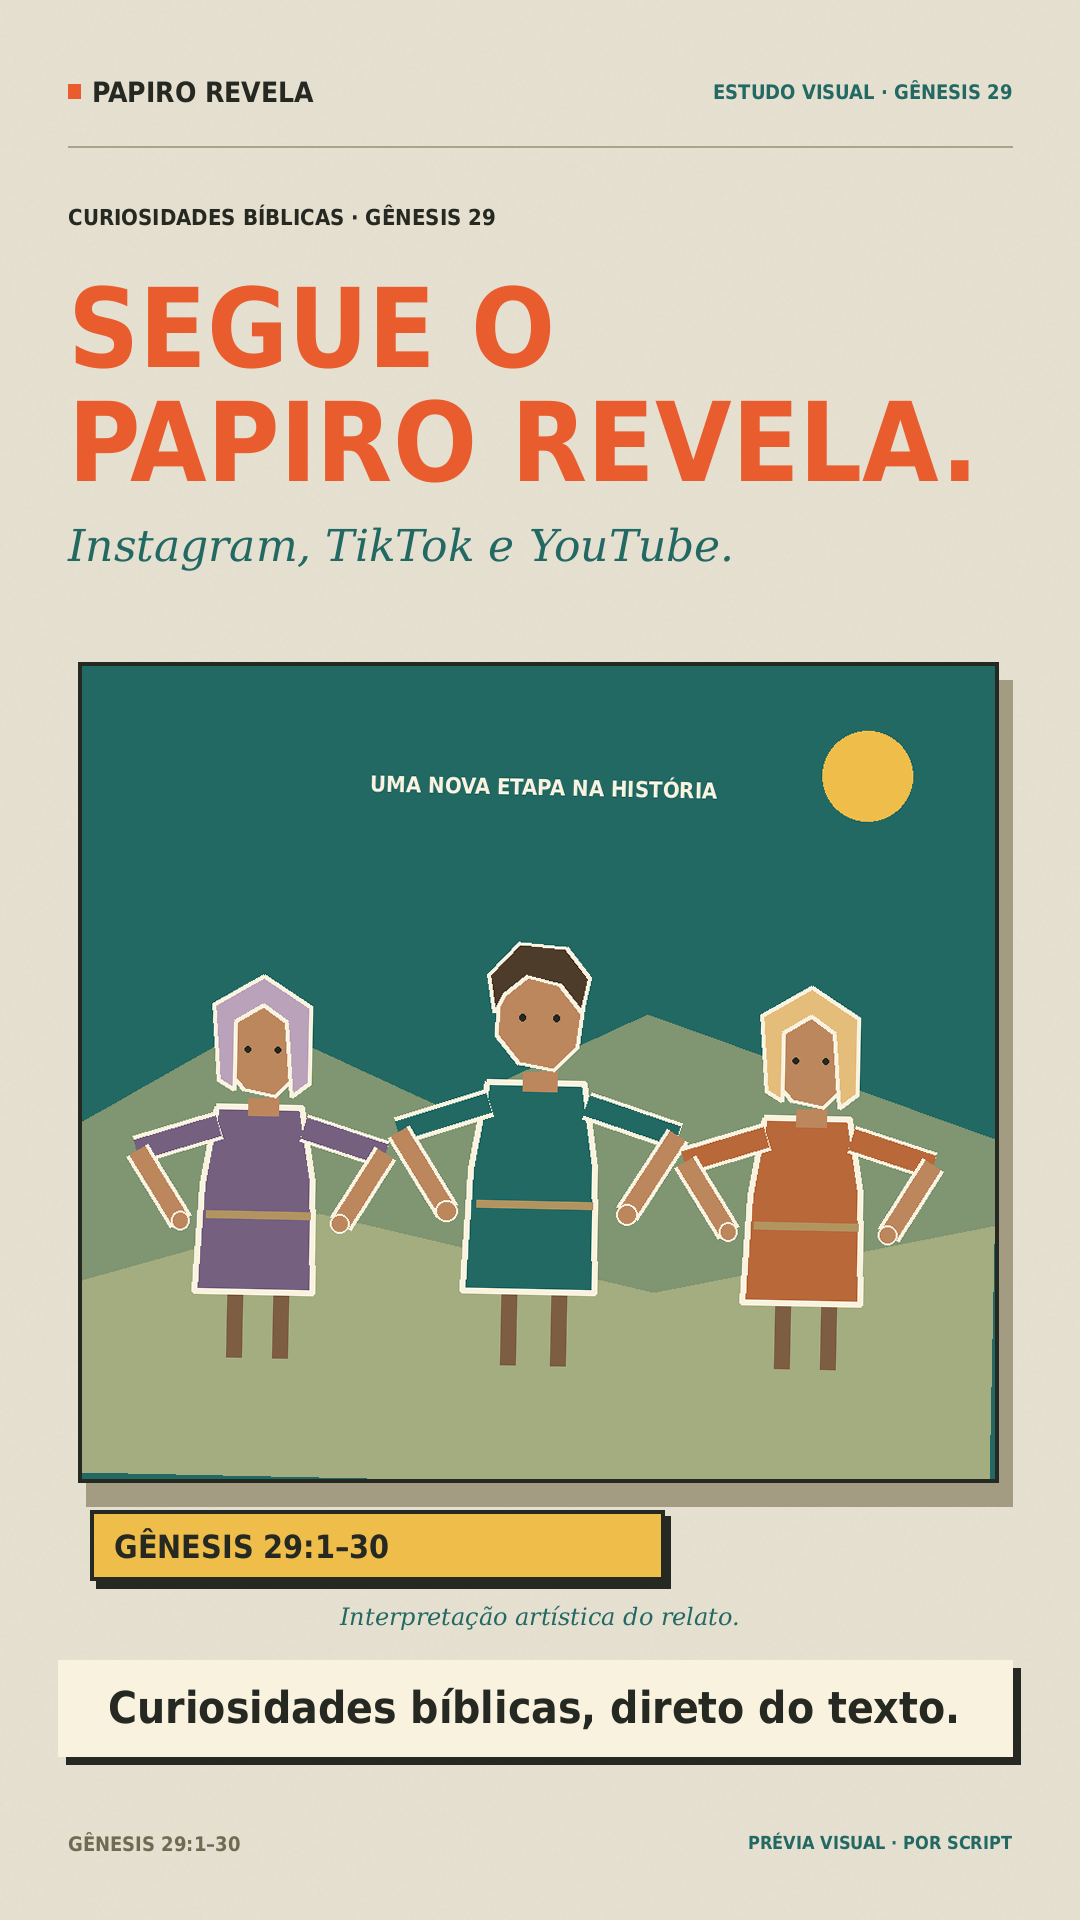 PAPIRO REVELA
ESTUDO VISUAL · GÊNESIS 29
CURIOSIDADES BÍBLICAS · GÊNESIS 29
SEGUE O
PAPIRO REVELA.
Instagram, TikTok e YouTube.
UMA NOVA ETAPA NA HISTÓRIA
GÊNESIS 29:1–30
Interpretação artística do relato.
Curiosidades bíblicas, direto do texto.
GÊNESIS 29:1–30
PRÉVIA VISUAL · POR SCRIPT